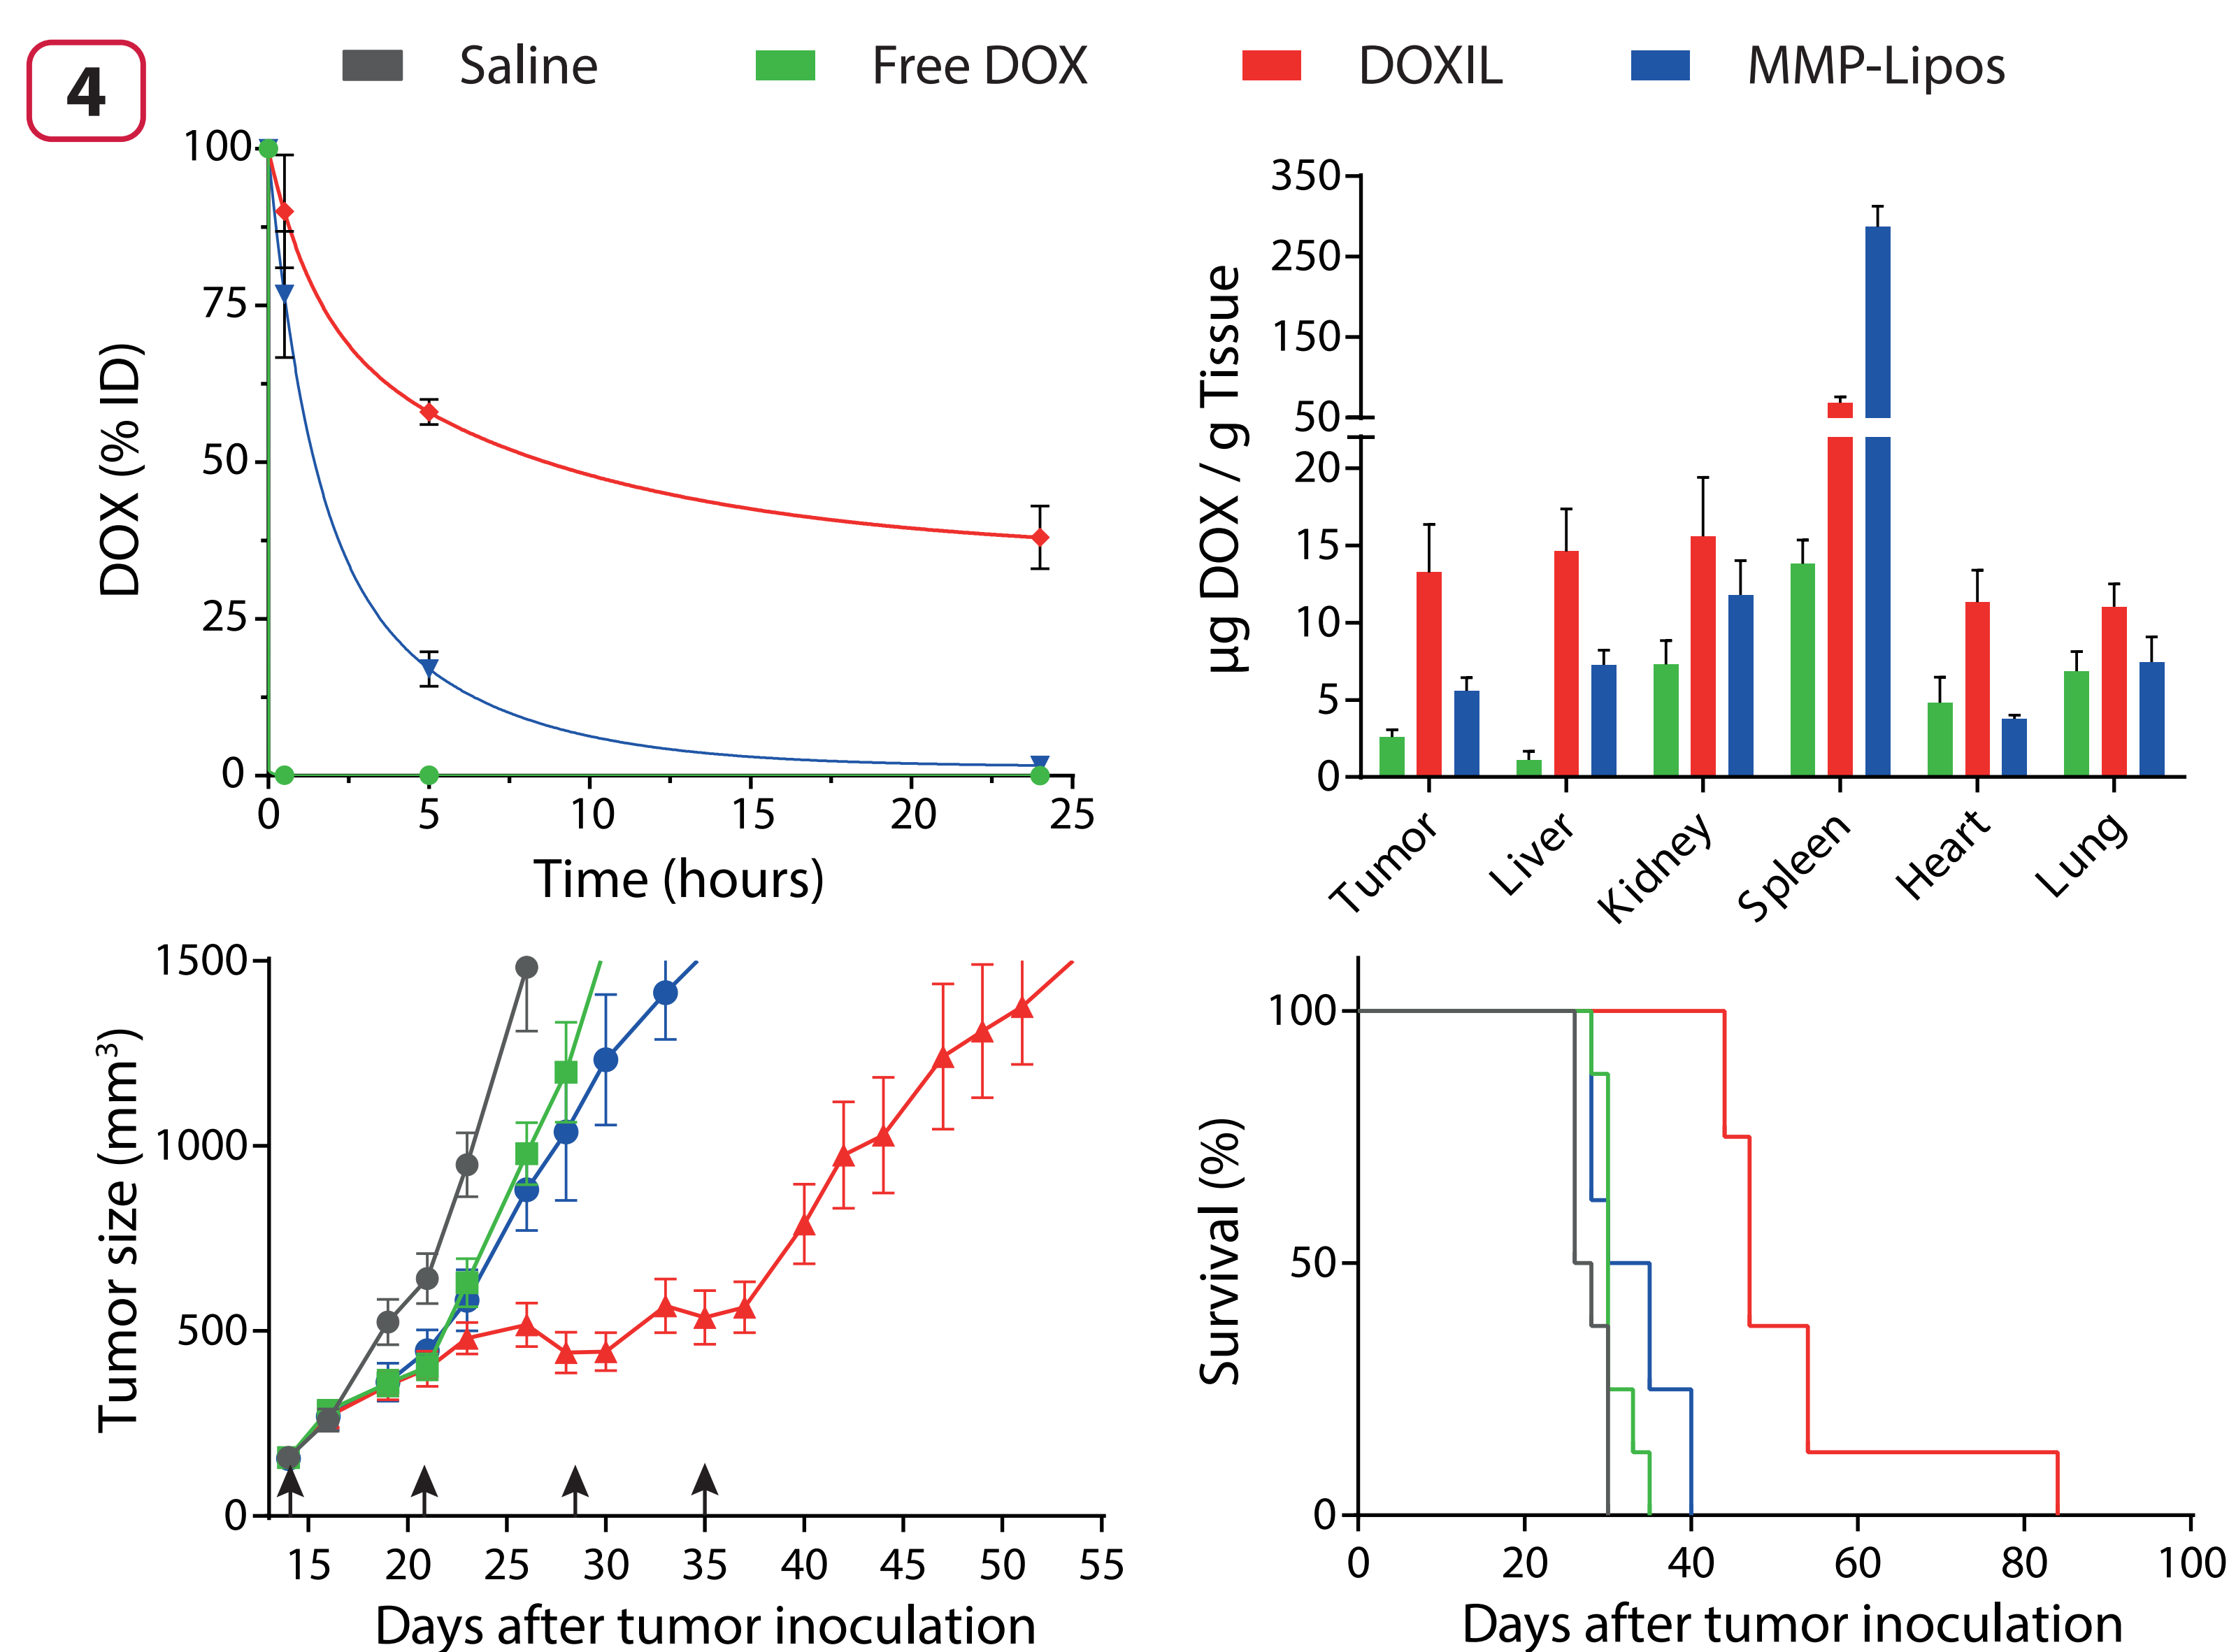 4
Saline
Free DOX
DOXIL
MMP-Lipos
100
75
50
25
0
DOX (% ID)
0 5 10 15 20 25
Time (hours)
350
250
150
50
20
15
10
5
0
µg DOX / g Tissue
Tumor
Liver
Kidney
Spleen
Heart
Lung
1500
1000
500
0
Tumor size (mm³)
15 20 25 30 35 40 45 50 55
Days after tumor inoculation
100
50
0
Survival (%)
0 20 40 60 80 100
Days after tumor inoculation